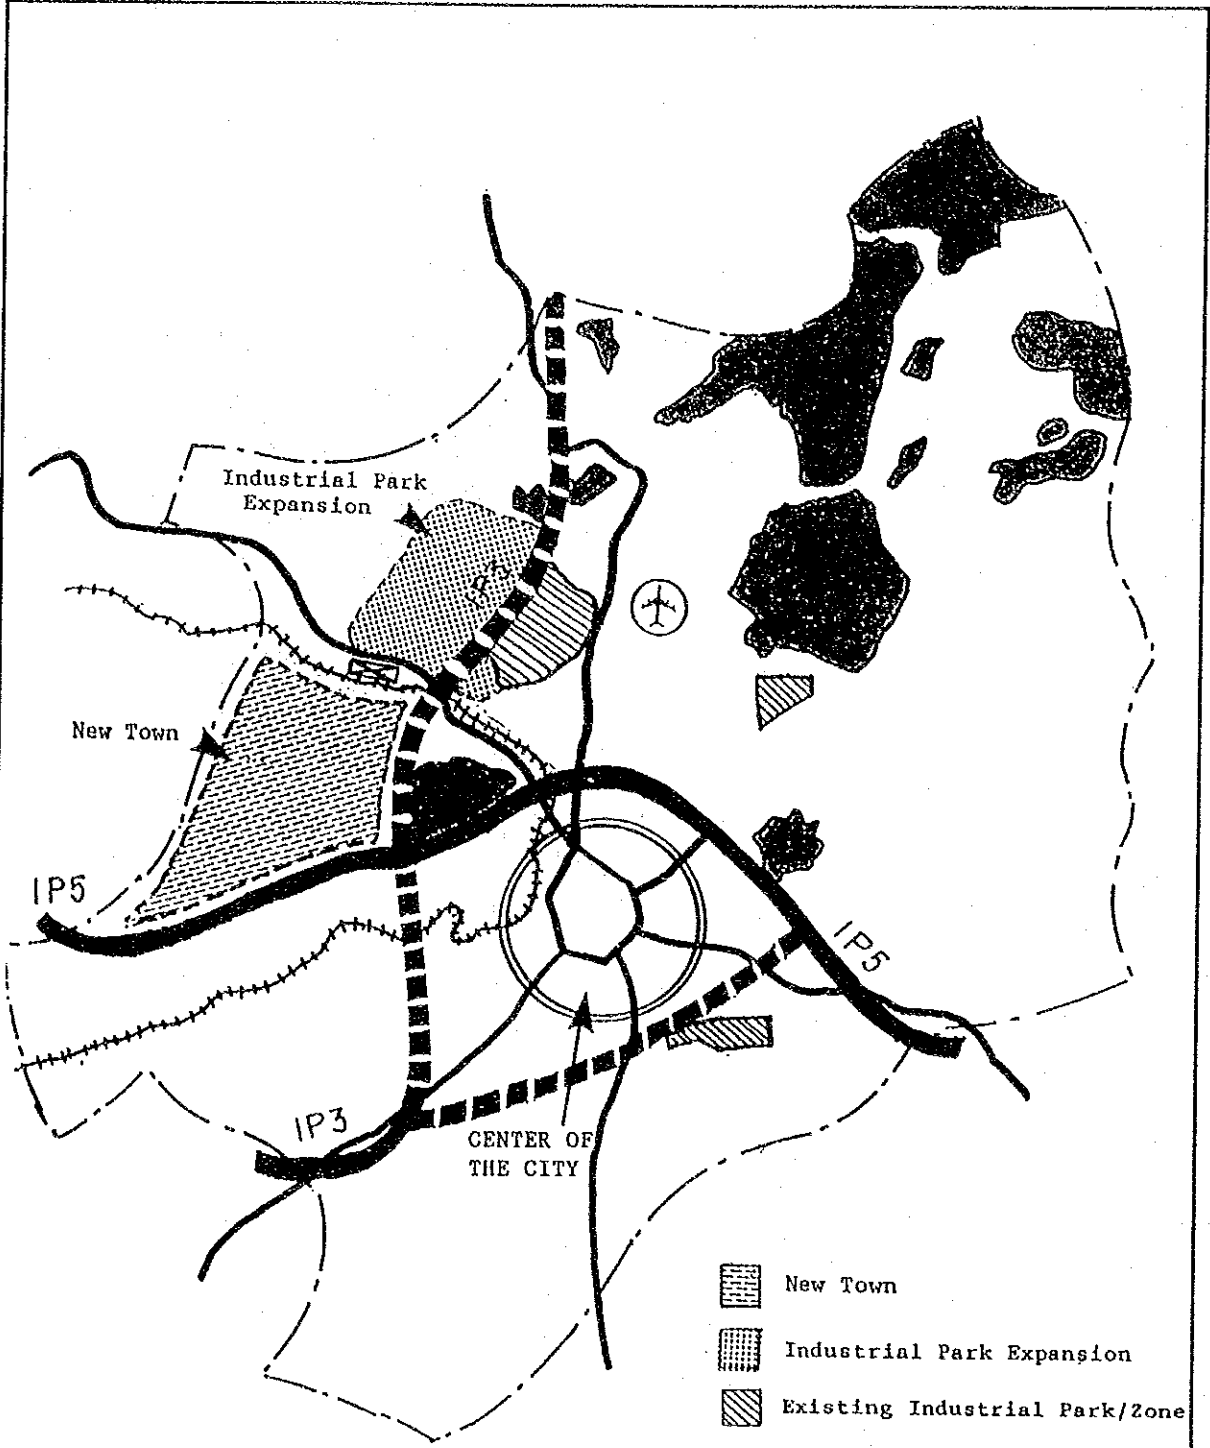 Industrial Park
Expansion
IP3
New Town
IP5
IP5
IP3
CENTER OF
THE CITY
New Town
Industrial Park Expansion
Existing Industrial Park/Zone